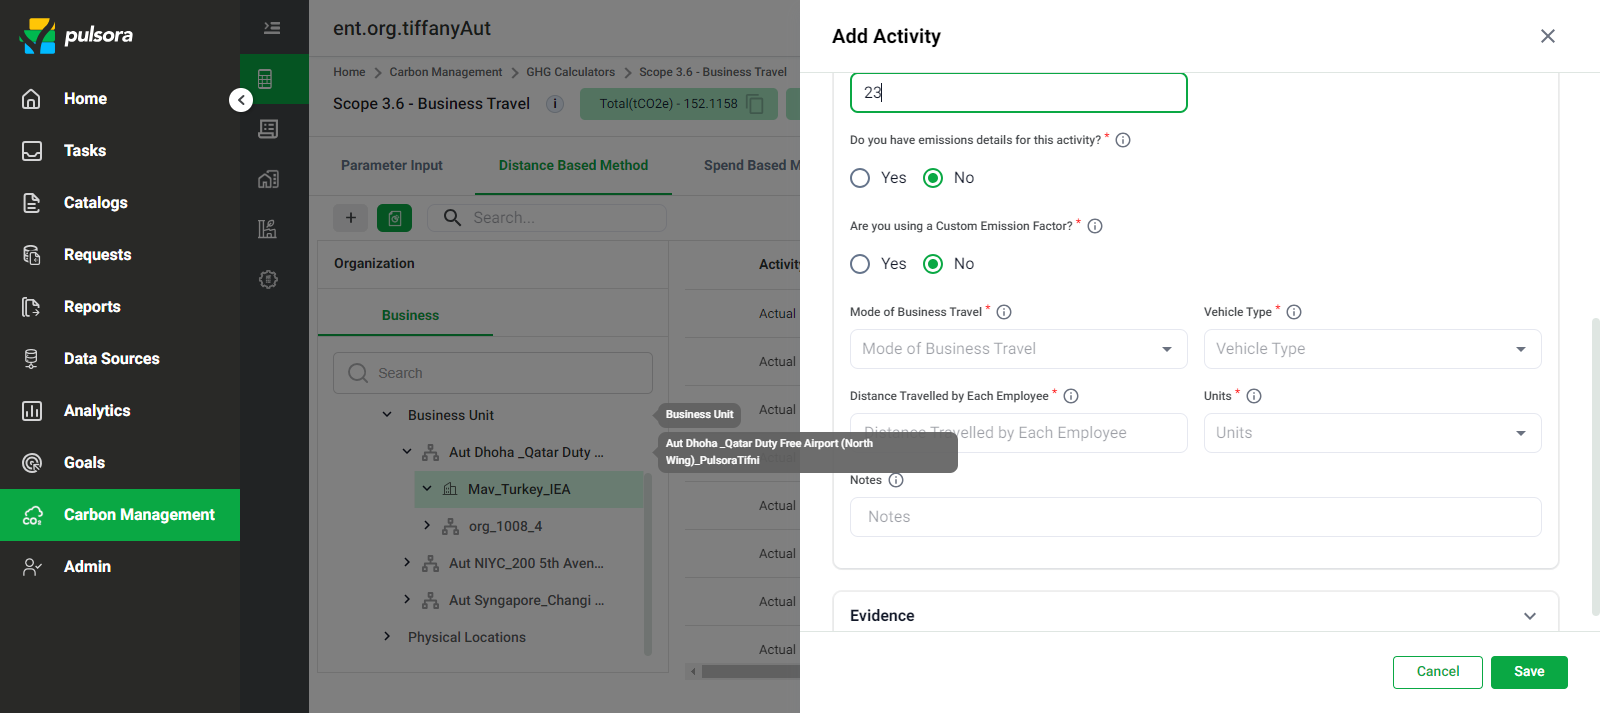 pulsora
Home
Tasks
Catalogs
Requests
Reports
Data Sources
Analytics
Goals
Carbon Management
Admin
ent.org.tiffanyAut
Home > Carbon Management > GHG Calculators > Scope 3.6 - Business Travel
Scope 3.6 - Business Travel
Total(tCO2e) - 152.1158
Parameter Input
Distance Based Method
Spend Based M
Search...
Organization
Business
Search
Business Unit
Aut Dhoha _Qatar Duty ...
Mav_Turkey_IEA
org_1008_4
Aut NIYC_200 5th Aven...
Aut Syngapore_Changi ...
Physical Locations
Business Unit
Aut Dhoha _Qatar Duty Free Airport (North
Wing)_PulsoraTifni
Activity
Actual
Actual
Actual
Actual
Actual
Actual
Actual
Add Activity
23
Do you have emissions details for this activity? *
Yes
No
Are you using a Custom Emission Factor? *
Yes
No
Mode of Business Travel *
Vehicle Type *
Mode of Business Travel
Vehicle Type
Distance Travelled by Each Employee *
Units *
Distance Travelled by Each Employee
Units
Notes
Notes
Evidence
Cancel
Save